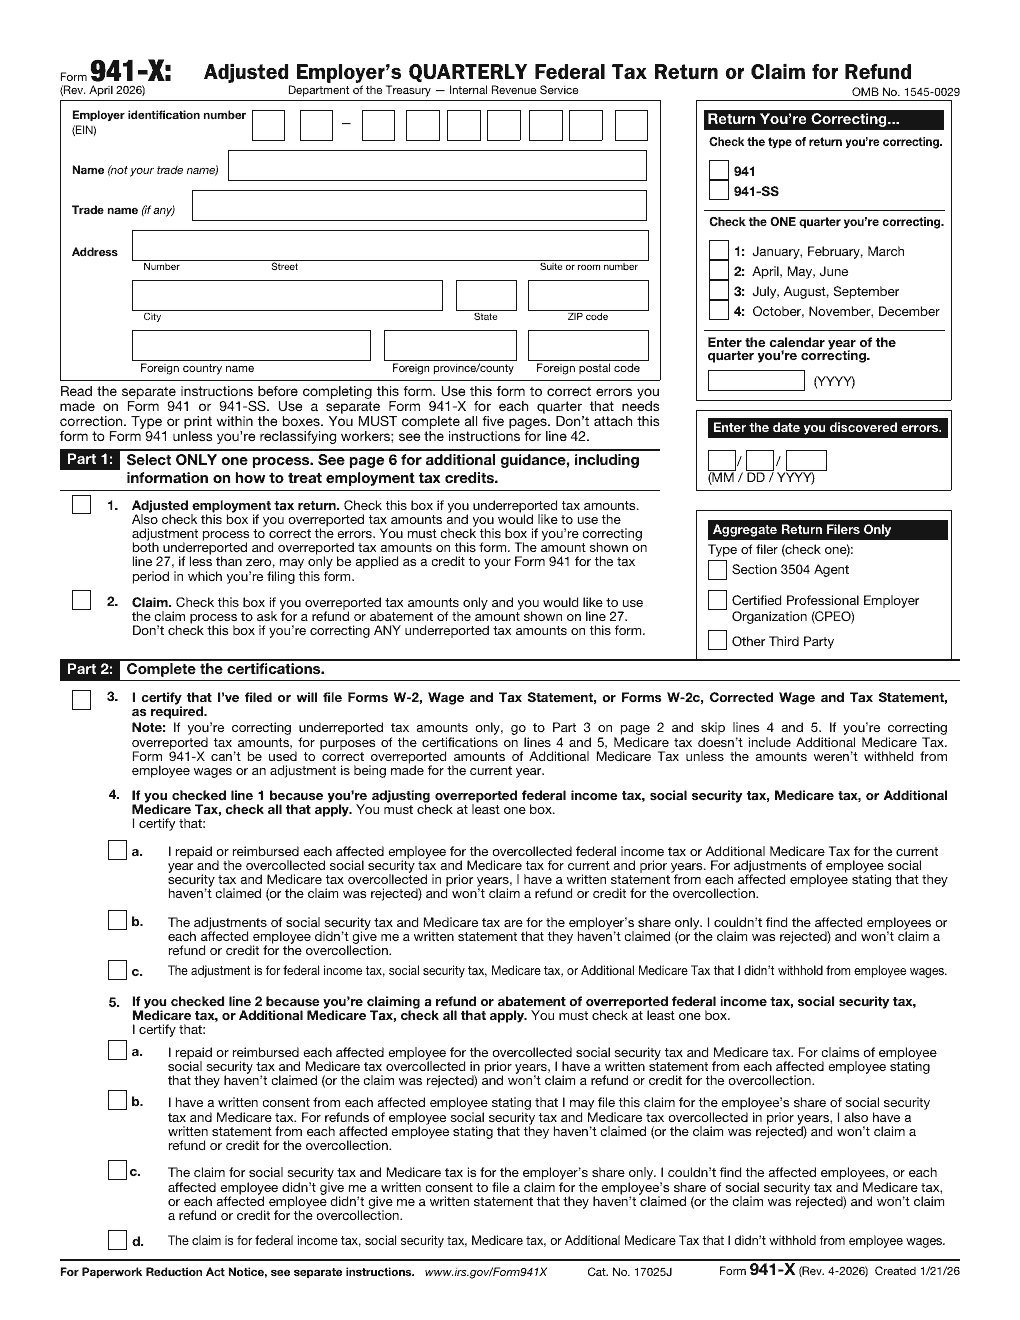 Form 941-X: Adjusted Employer's QUARTERLY Federal Tax Return or Claim for Refund
(Rev. April 2026) Department of the Treasury — Internal Revenue Service OMB No. 1545-0029
Employer identification number
(EIN)
–
Name (not your trade name)
Trade name (if any)
Address
Number Street Suite or room number
City State ZIP code
Foreign country name Foreign province/county Foreign postal code
Return You're Correcting...
Check the type of return you're correcting.
941
941-SS
Check the ONE quarter you're correcting.
1: January, February, March
2: April, May, June
3: July, August, September
4: October, November, December
Enter the calendar year of the
quarter you're correcting.
(YYYY)
Enter the date you discovered errors.
/ /
(MM / DD / YYYY)
Read the separate instructions before completing this form. Use this form to correct errors you
made on Form 941 or 941-SS. Use a separate Form 941-X for each quarter that needs
correction. Type or print within the boxes. You MUST complete all five pages. Don't attach this
form to Form 941 unless you're reclassifying workers; see the instructions for line 42.
Part 1: Select ONLY one process. See page 6 for additional guidance, including
information on how to treat employment tax credits.
1. Adjusted employment tax return. Check this box if you underreported tax amounts.
Also check this box if you overreported tax amounts and you would like to use the
adjustment process to correct the errors. You must check this box if you're correcting
both underreported and overreported tax amounts on this form. The amount shown on
line 27, if less than zero, may only be applied as a credit to your Form 941 for the tax
period in which you're filing this form.
2. Claim. Check this box if you overreported tax amounts only and you would like to use
the claim process to ask for a refund or abatement of the amount shown on line 27.
Don't check this box if you're correcting ANY underreported tax amounts on this form.
Aggregate Return Filers Only
Type of filer (check one):
Section 3504 Agent
Certified Professional Employer
Organization (CPEO)
Other Third Party
Part 2: Complete the certifications.
3. I certify that I've filed or will file Forms W-2, Wage and Tax Statement, or Forms W-2c, Corrected Wage and Tax Statement,
as required.
Note: If you're correcting underreported tax amounts only, go to Part 3 on page 2 and skip lines 4 and 5. If you're correcting
overreported tax amounts, for purposes of the certifications on lines 4 and 5, Medicare tax doesn't include Additional Medicare Tax.
Form 941-X can't be used to correct overreported amounts of Additional Medicare Tax unless the amounts weren't withheld from
employee wages or an adjustment is being made for the current year.
4. If you checked line 1 because you're adjusting overreported federal income tax, social security tax, Medicare tax, or Additional
Medicare Tax, check all that apply. You must check at least one box.
I certify that:
a. I repaid or reimbursed each affected employee for the overcollected federal income tax or Additional Medicare Tax for the current
year and the overcollected social security tax and Medicare tax for current and prior years. For adjustments of employee social
security tax and Medicare tax overcollected in prior years, I have a written statement from each affected employee stating that they
haven't claimed (or the claim was rejected) and won't claim a refund or credit for the overcollection.
b. The adjustments of social security tax and Medicare tax are for the employer's share only. I couldn't find the affected employees or
each affected employee didn't give me a written statement that they haven't claimed (or the claim was rejected) and won't claim a
refund or credit for the overcollection.
c. The adjustment is for federal income tax, social security tax, Medicare tax, or Additional Medicare Tax that I didn't withhold from employee wages.
5. If you checked line 2 because you're claiming a refund or abatement of overreported federal income tax, social security tax,
Medicare tax, or Additional Medicare Tax, check all that apply. You must check at least one box.
I certify that:
a. I repaid or reimbursed each affected employee for the overcollected social security tax and Medicare tax. For claims of employee
social security tax and Medicare tax overcollected in prior years, I have a written statement from each affected employee stating
that they haven't claimed (or the claim was rejected) and won't claim a refund or credit for the overcollection.
b. I have a written consent from each affected employee stating that I may file this claim for the employee's share of social security
tax and Medicare tax. For refunds of employee social security tax and Medicare tax overcollected in prior years, I also have a
written statement from each affected employee stating that they haven't claimed (or the claim was rejected) and won't claim a
refund or credit for the overcollection.
c. The claim for social security tax and Medicare tax is for the employer's share only. I couldn't find the affected employees, or each
affected employee didn't give me a written consent to file a claim for the employee's share of social security tax and Medicare tax,
or each affected employee didn't give me a written statement that they haven't claimed (or the claim was rejected) and won't claim
a refund or credit for the overcollection.
d. The claim is for federal income tax, social security tax, Medicare tax, or Additional Medicare Tax that I didn't withhold from employee wages.
For Paperwork Reduction Act Notice, see separate instructions. www.irs.gov/Form941X Cat. No. 17025J Form 941-X (Rev. 4-2026) Created 1/21/26